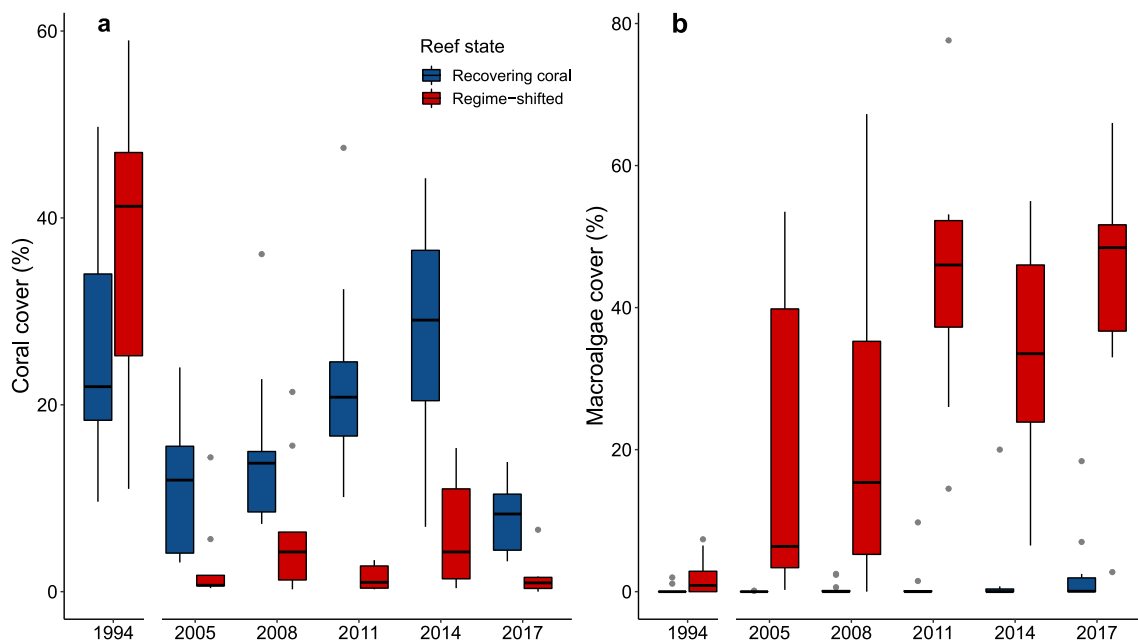 a
Coral cover (%)
60
40
20
0
Reef state
Recovering coral
Regime−shifted
1994 2005 2008 2011 2014 2017
b
Macroalgae cover (%)
80
60
40
20
0
1994 2005 2008 2011 2014 2017